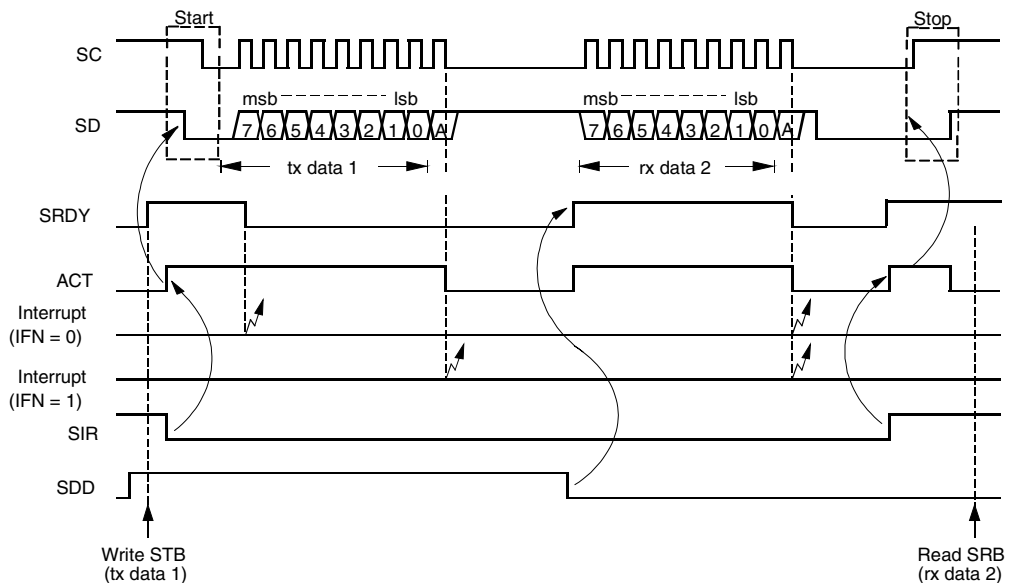 Start
Stop
SC
msb lsb msb lsb
SD
7 6 5 4 3 2 1 0 A 7 6 5 4 3 2 1 0 A
tx data 1 rx data 2
SRDY
ACT
Interrupt
(IFN = 0)
Interrupt
(IFN = 1)
SIR
SDD
Write STB
(tx data 1)
Read SRB
(rx data 2)